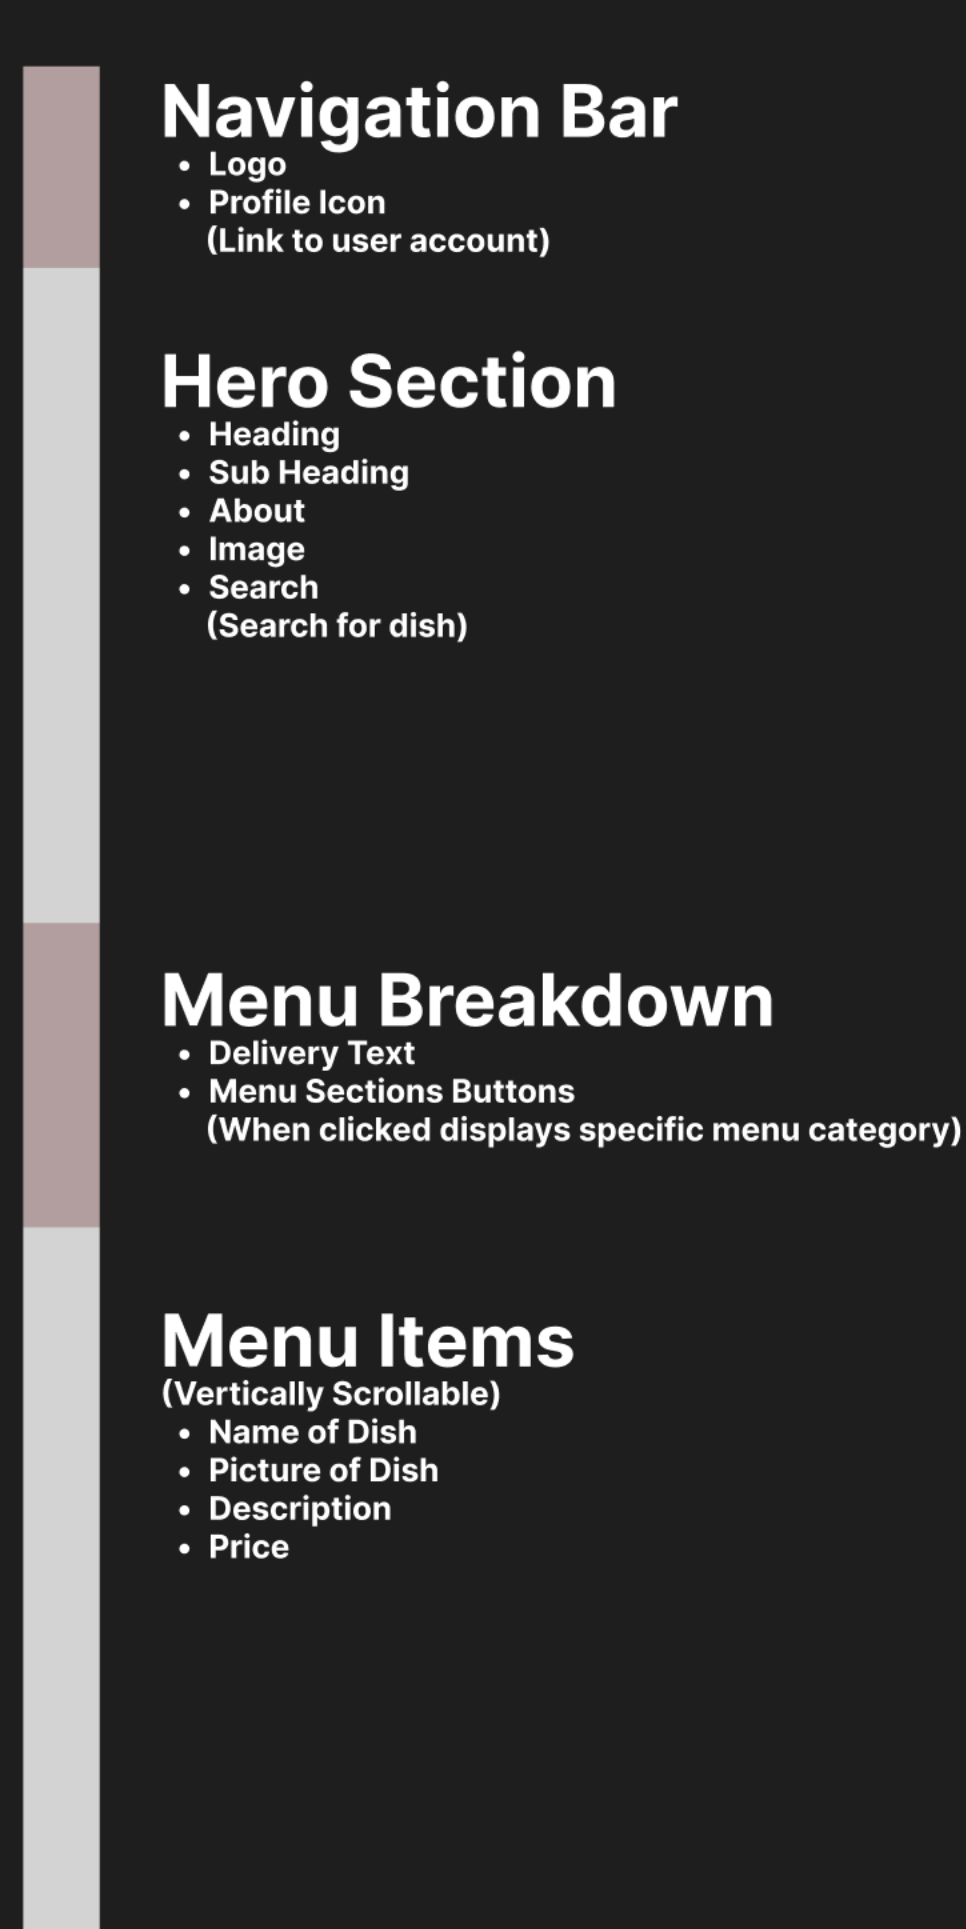 Navigation Bar
• Logo
• Profile Icon
(Link to user account)
Hero Section
• Heading
• Sub Heading
• About
• Image
• Search
(Search for dish)
Menu Breakdown
• Delivery Text
• Menu Sections Buttons
(When clicked displays specific menu category)
Menu Items
(Vertically Scrollable)
• Name of Dish
• Picture of Dish
• Description
• Price